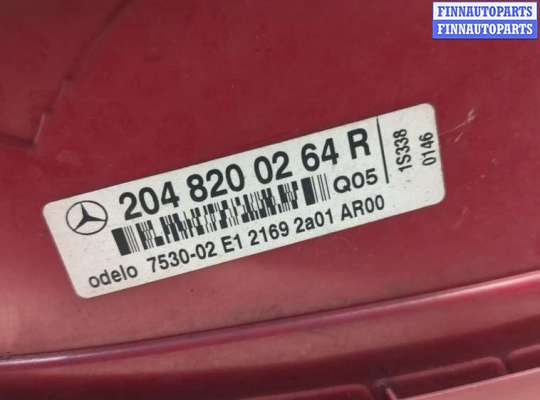 FINNAUTOPARTS
FINNAUTOPARTS
204 820 02 64 R
Q05
odelo 7530-02 E1 2169 2a01 AR00
1S338
0146